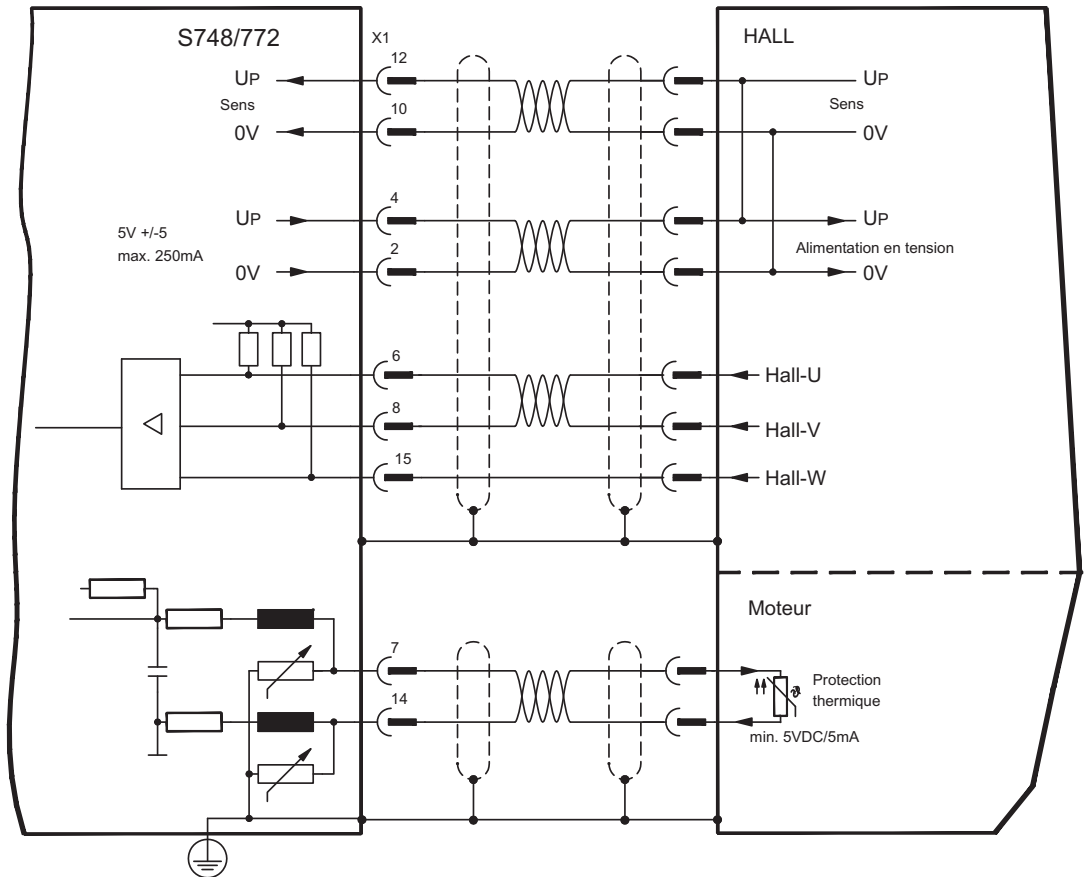 S748/772
X1
HALL
12
UP
UP
Sens
Sens
10
0V
0V
4
UP
UP
5V +/-5
max. 250mA
Alimentation en tension
2
0V
0V
6
Hall-U
8
Hall-V
15
Hall-W
Moteur
7
Protection
thermique
14
min. 5VDC/5mA